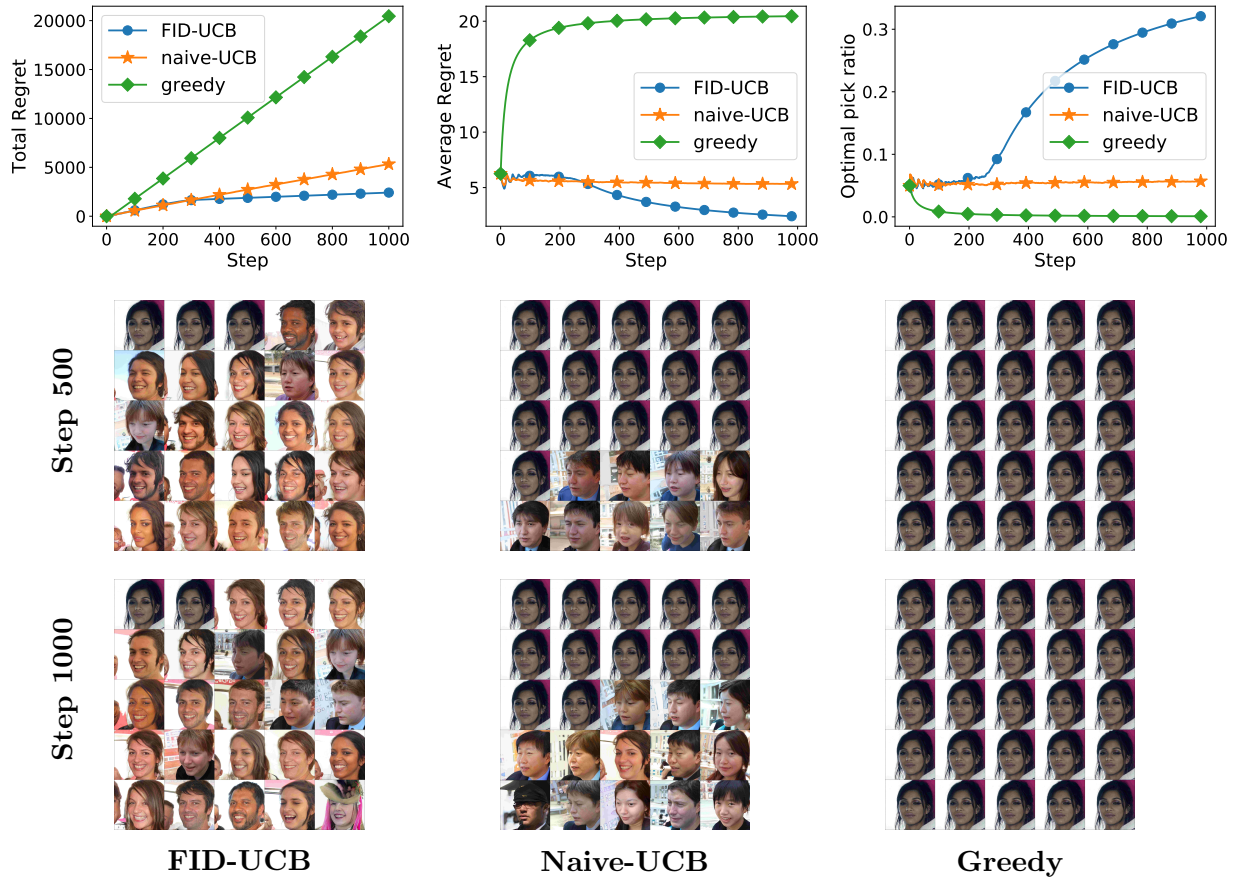 Total Regret
20000
15000
10000
5000
0
FID-UCB
naive-UCB
greedy
0 200 400 600 800 1000
Step
Average Regret
20
15
10
5
FID-UCB
naive-UCB
greedy
0 200 400 600 800 1000
Step
Optimal pick ratio
0.3
0.2
0.1
0.0
FID-UCB
naive-UCB
greedy
0 200 400 600 800 1000
Step
Step 500
Step 1000
FID-UCB
Naive-UCB
Greedy